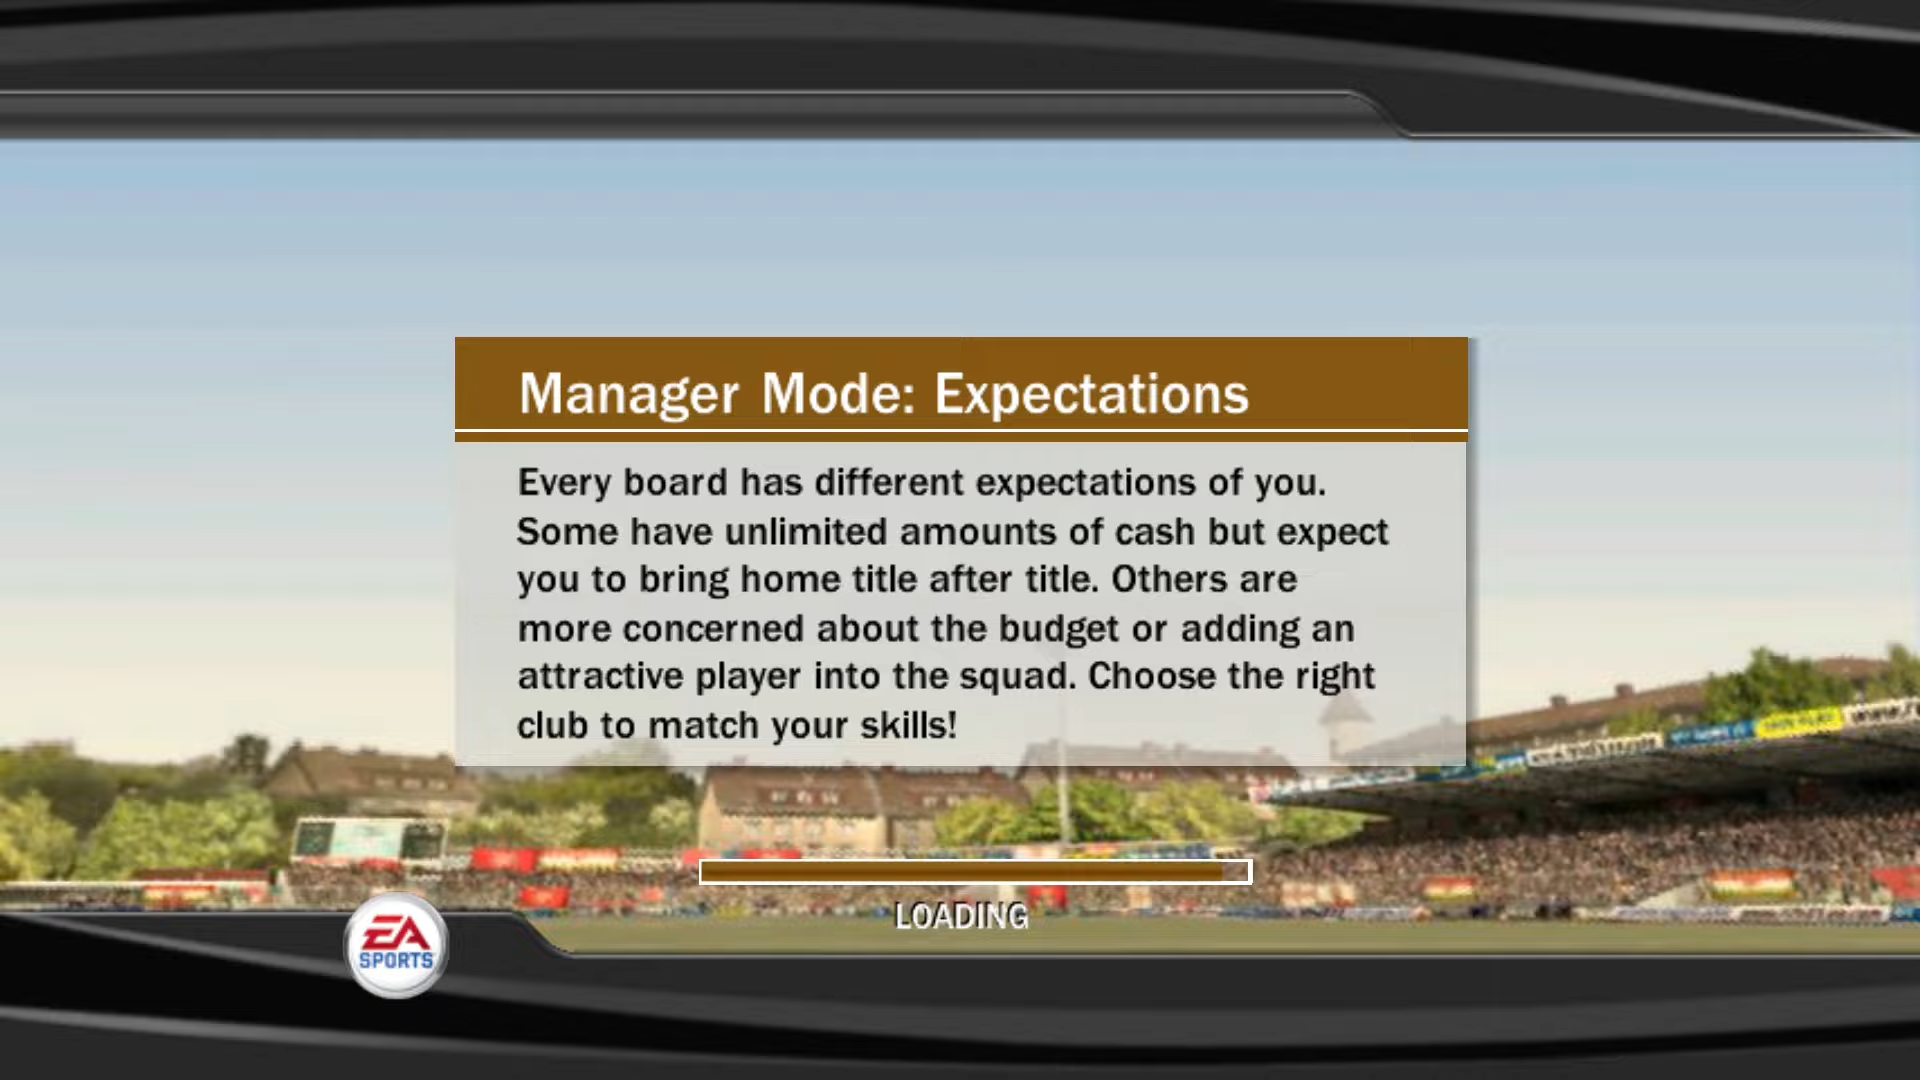 Manager Mode: Expectations
Every board has different expectations of you.
Some have unlimited amounts of cash but expect
you to bring home title after title. Others are
more concerned about the budget or adding an
attractive player into the squad. Choose the right
club to match your skills!
LOADING
EA
SPORTS